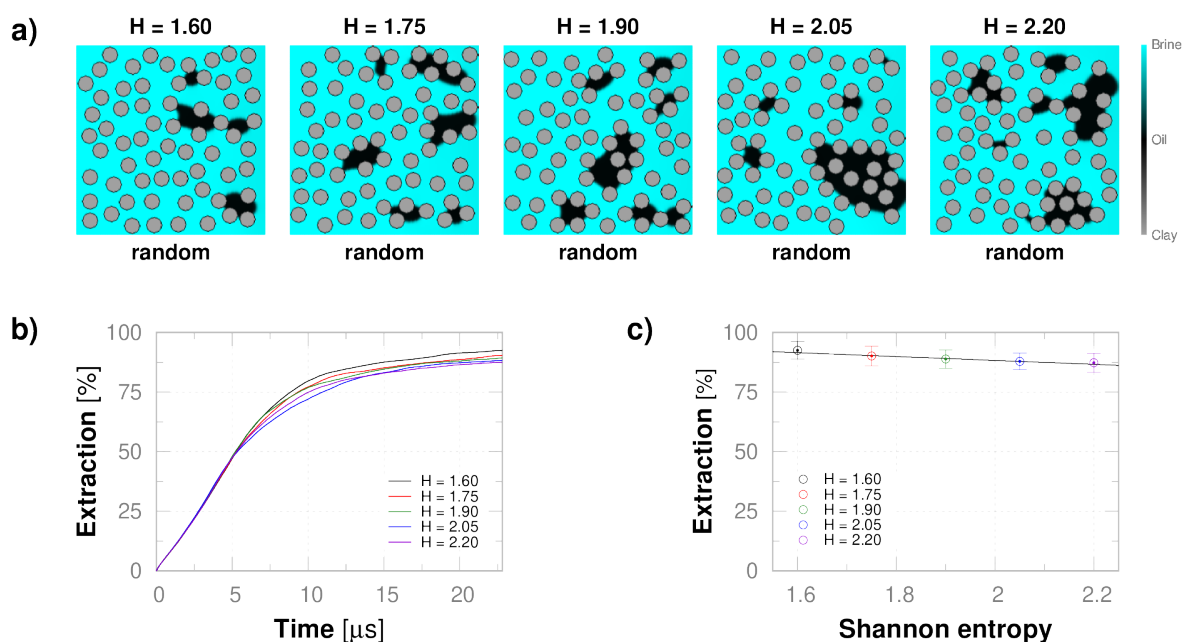 a)
H = 1.60
H = 1.75
H = 1.90
H = 2.05
H = 2.20
Brine
Oil
Clay
random
random
random
random
random
b)
100
75
50
25
0
Extraction [%]
H = 1.60
H = 1.75
H = 1.90
H = 2.05
H = 2.20
0
5
10
15
20
Time [μs]
c)
100
75
50
25
0
Extraction [%]
H = 1.60
H = 1.75
H = 1.90
H = 2.05
H = 2.20
1.6
1.8
2
2.2
Shannon entropy